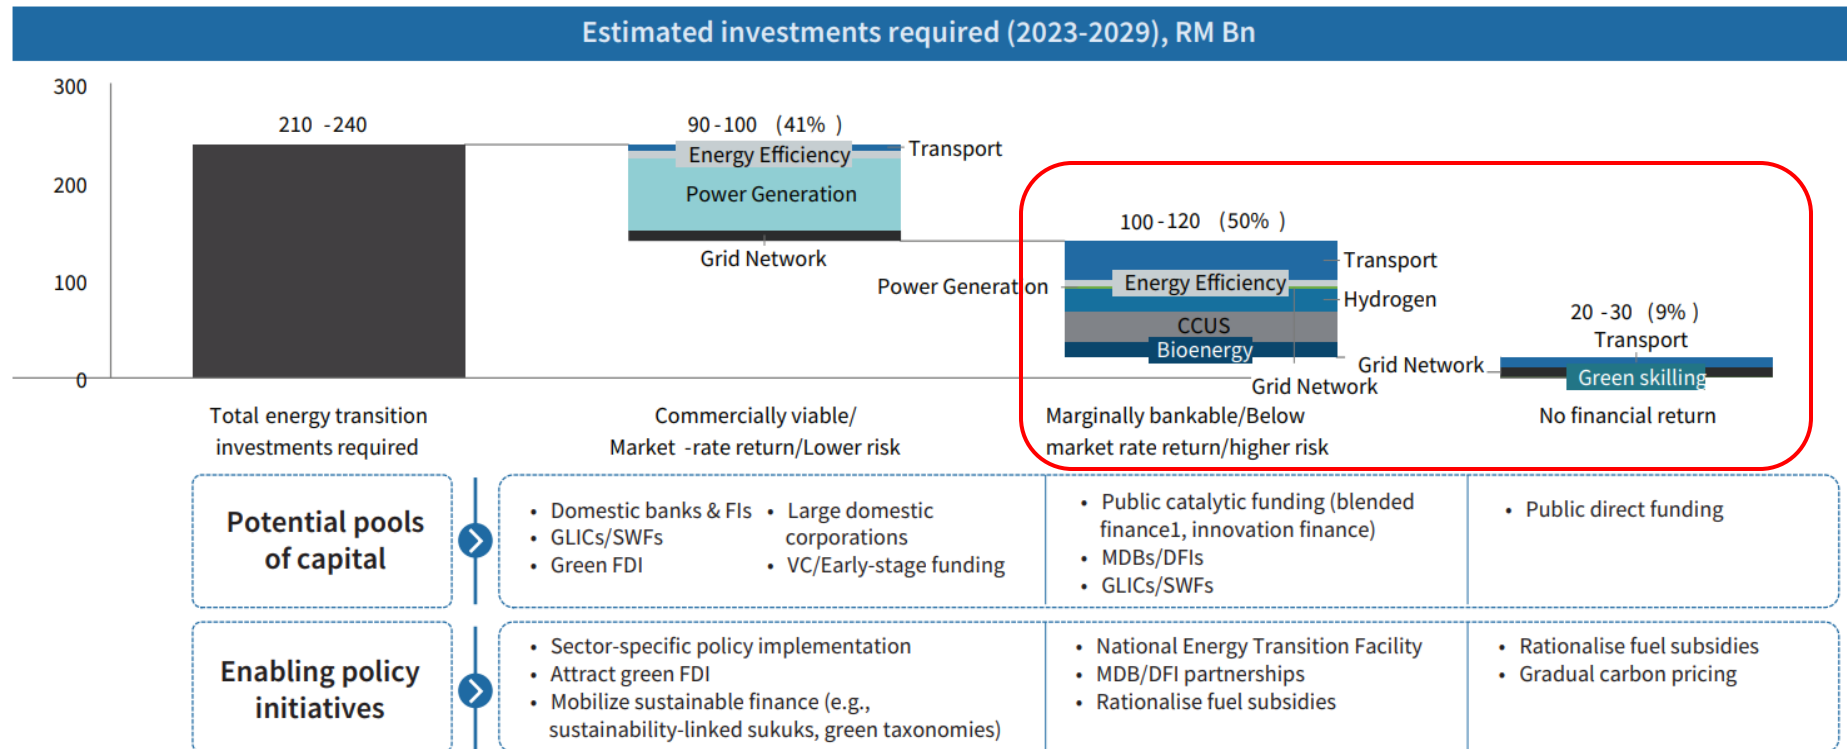 Estimated investments required (2023-2029), RM Bn
300
200
100
0
210 -240
90-100 (41% )
Transport
Energy Efficiency
Power Generation
Grid Network
100-120 (50% )
Transport
Energy Efficiency
Power Generation
Hydrogen
CCUS
Bioenergy
Grid Network
20 -30 (9% )
Transport
Grid Network
Green skilling
Total energy transition
investments required
Commercially viable/
Market -rate return/Lower risk
Marginally bankable/Below
market rate return/higher risk
No financial return
Potential pools
of capital
• Domestic banks & FIs
• GLICs/SWFs
• Green FDI
• Large domestic
corporations
• VC/Early-stage funding
• Public catalytic funding (blended
finance1, innovation finance)
• MDBs/DFIs
• GLICs/SWFs
• Public direct funding
Enabling policy
initiatives
• Sector-specific policy implementation
• Attract green FDI
• Mobilize sustainable finance (e.g.,
sustainability-linked sukuks, green taxonomies)
• National Energy Transition Facility
• MDB/DFI partnerships
• Rationalise fuel subsidies
• Rationalise fuel subsidies
• Gradual carbon pricing